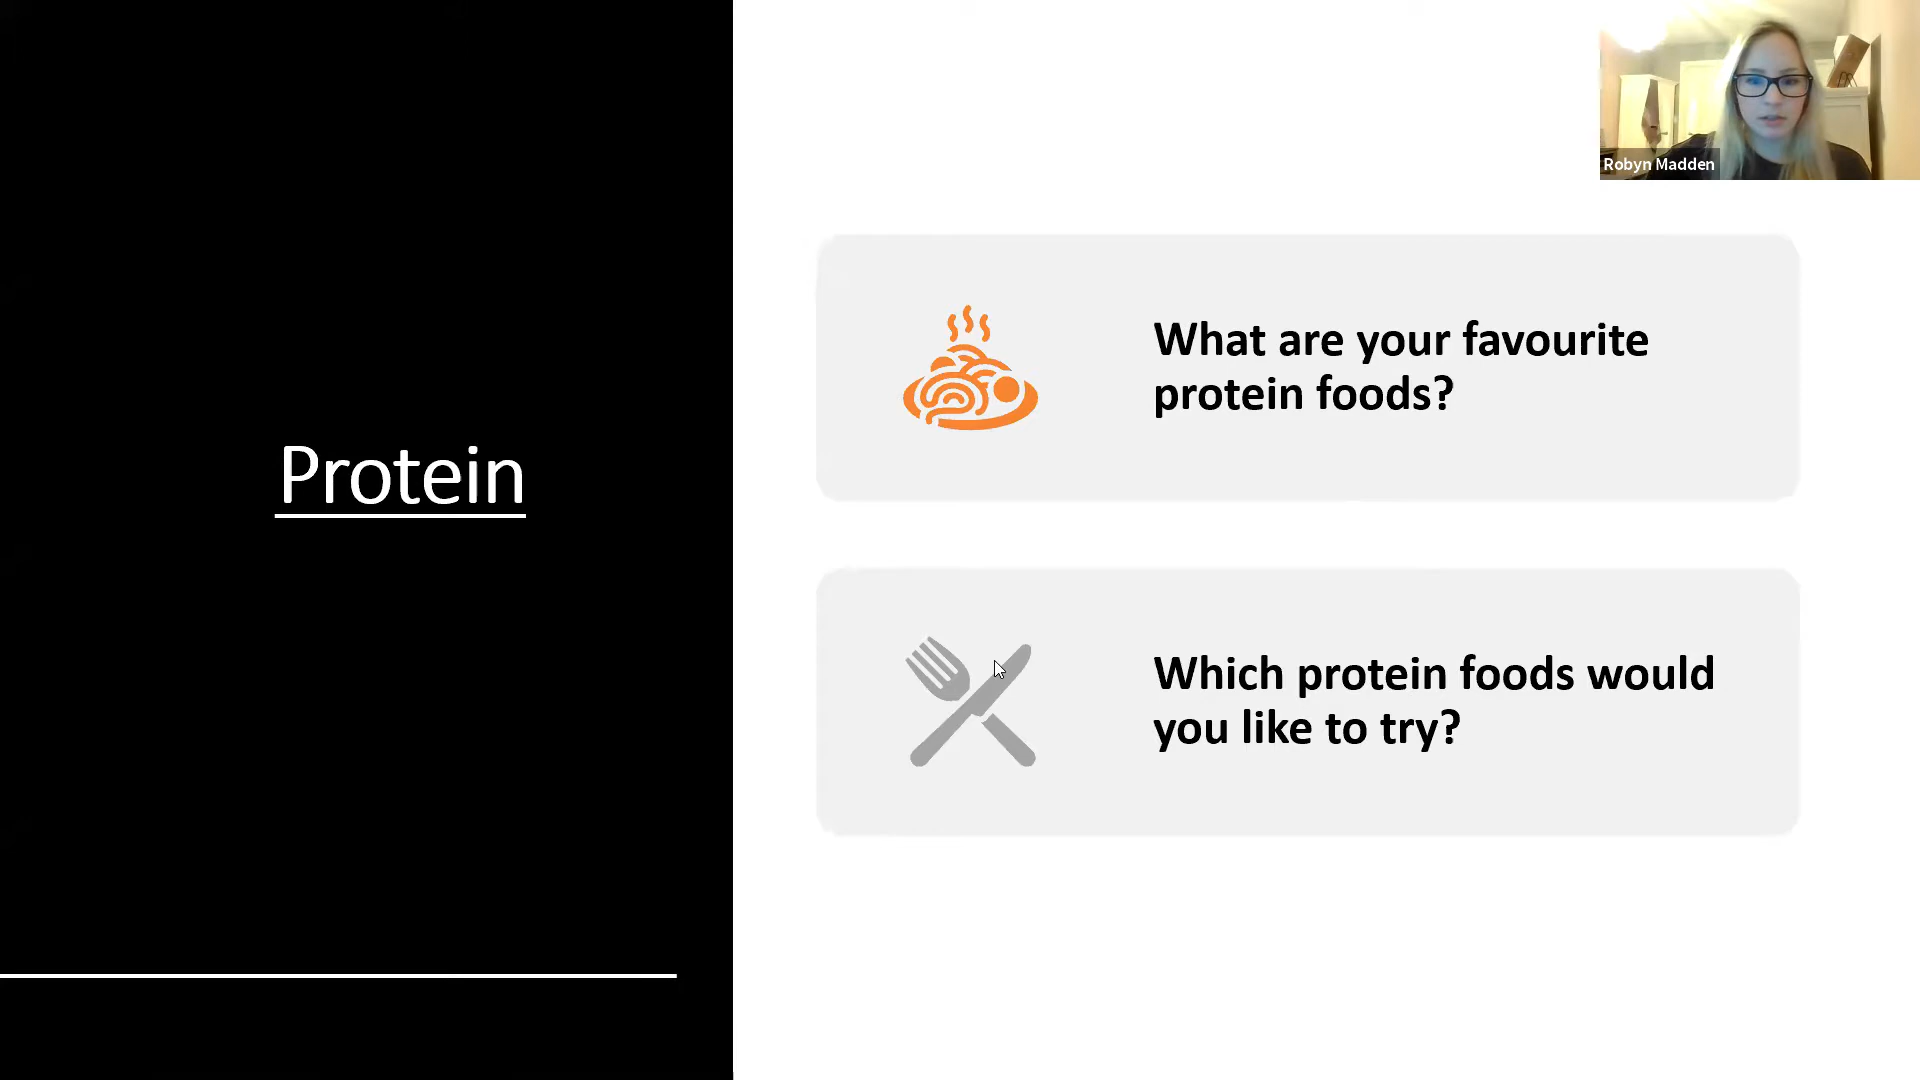 Robyn Madden
Protein
What are your favourite
protein foods?
Which protein foods would
you like to try?